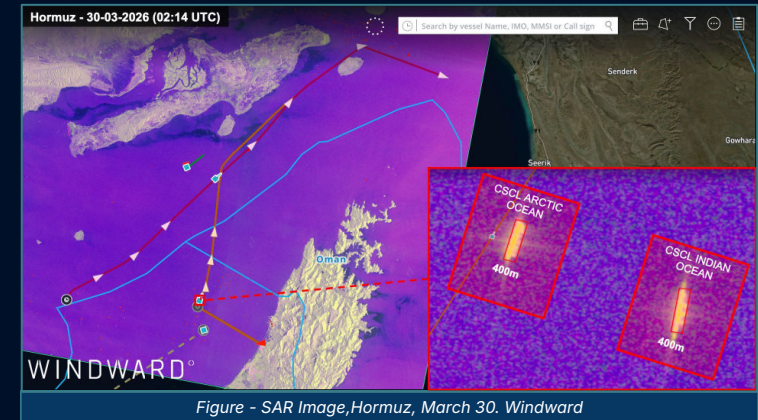 Hormuz - 30-03-2026 (02:14 UTC)
Search by vessel Name, IMO, MMSI or Call sign
Senderk
Gowhara
Seerik
CSCL ARCTIC
OCEAN
400m
CSCL INDIAN
OCEAN
400m
Oman
WINDWARD
Figure - SAR Image,Hormuz, March 30. Windward